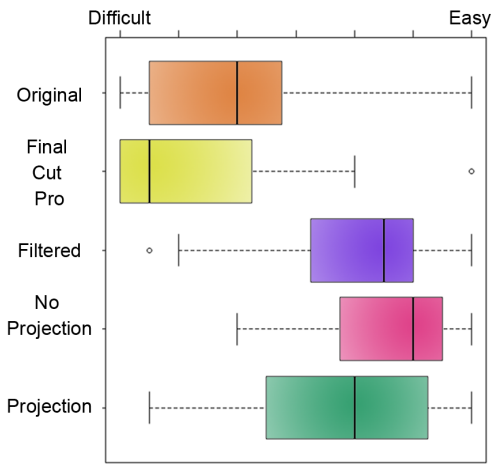 Difficult Easy
Original
Final
Cut
Pro
Filtered
No
Projection
Projection